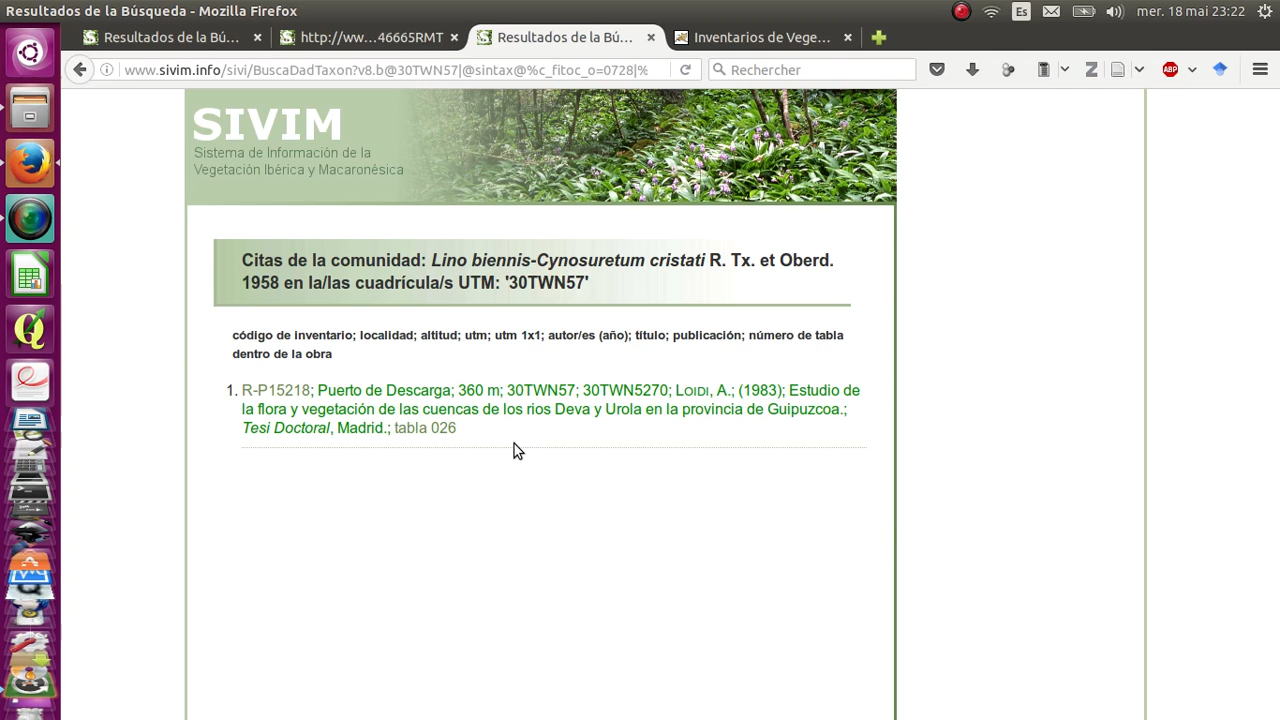 Resultados de la Búsqueda - Mozilla Firefox
Es
mer. 18 mai 23:22
Resultados de la Bú...
http://ww...46665RMT
Resultados de la Bú...
Inventarios de Vege...
www.sivim.info/sivi/BuscaDadTaxon?v8.b@30TWN57|@sintax@%c_fitoc_o=0728|%
Rechercher
ABP
SIVIM
Sistema de Información de la
Vegetación Ibérica y Macaronésica
Citas de la comunidad: Lino biennis-Cynosuretum cristati R. Tx. et Oberd.
1958 en la/las cuadrícula/s UTM: '30TWN57'
código de inventario; localidad; altitud; utm; utm 1x1; autor/es (año); título; publicación; número de tabla
dentro de la obra
1. R-P15218; Puerto de Descarga; 360 m; 30TWN57; 30TWN5270; LOIDI, A.; (1983); Estudio de
la flora y vegetación de las cuencas de los rios Deva y Urola en la provincia de Guipuzcoa.;
Tesi Doctoral, Madrid.; tabla 026